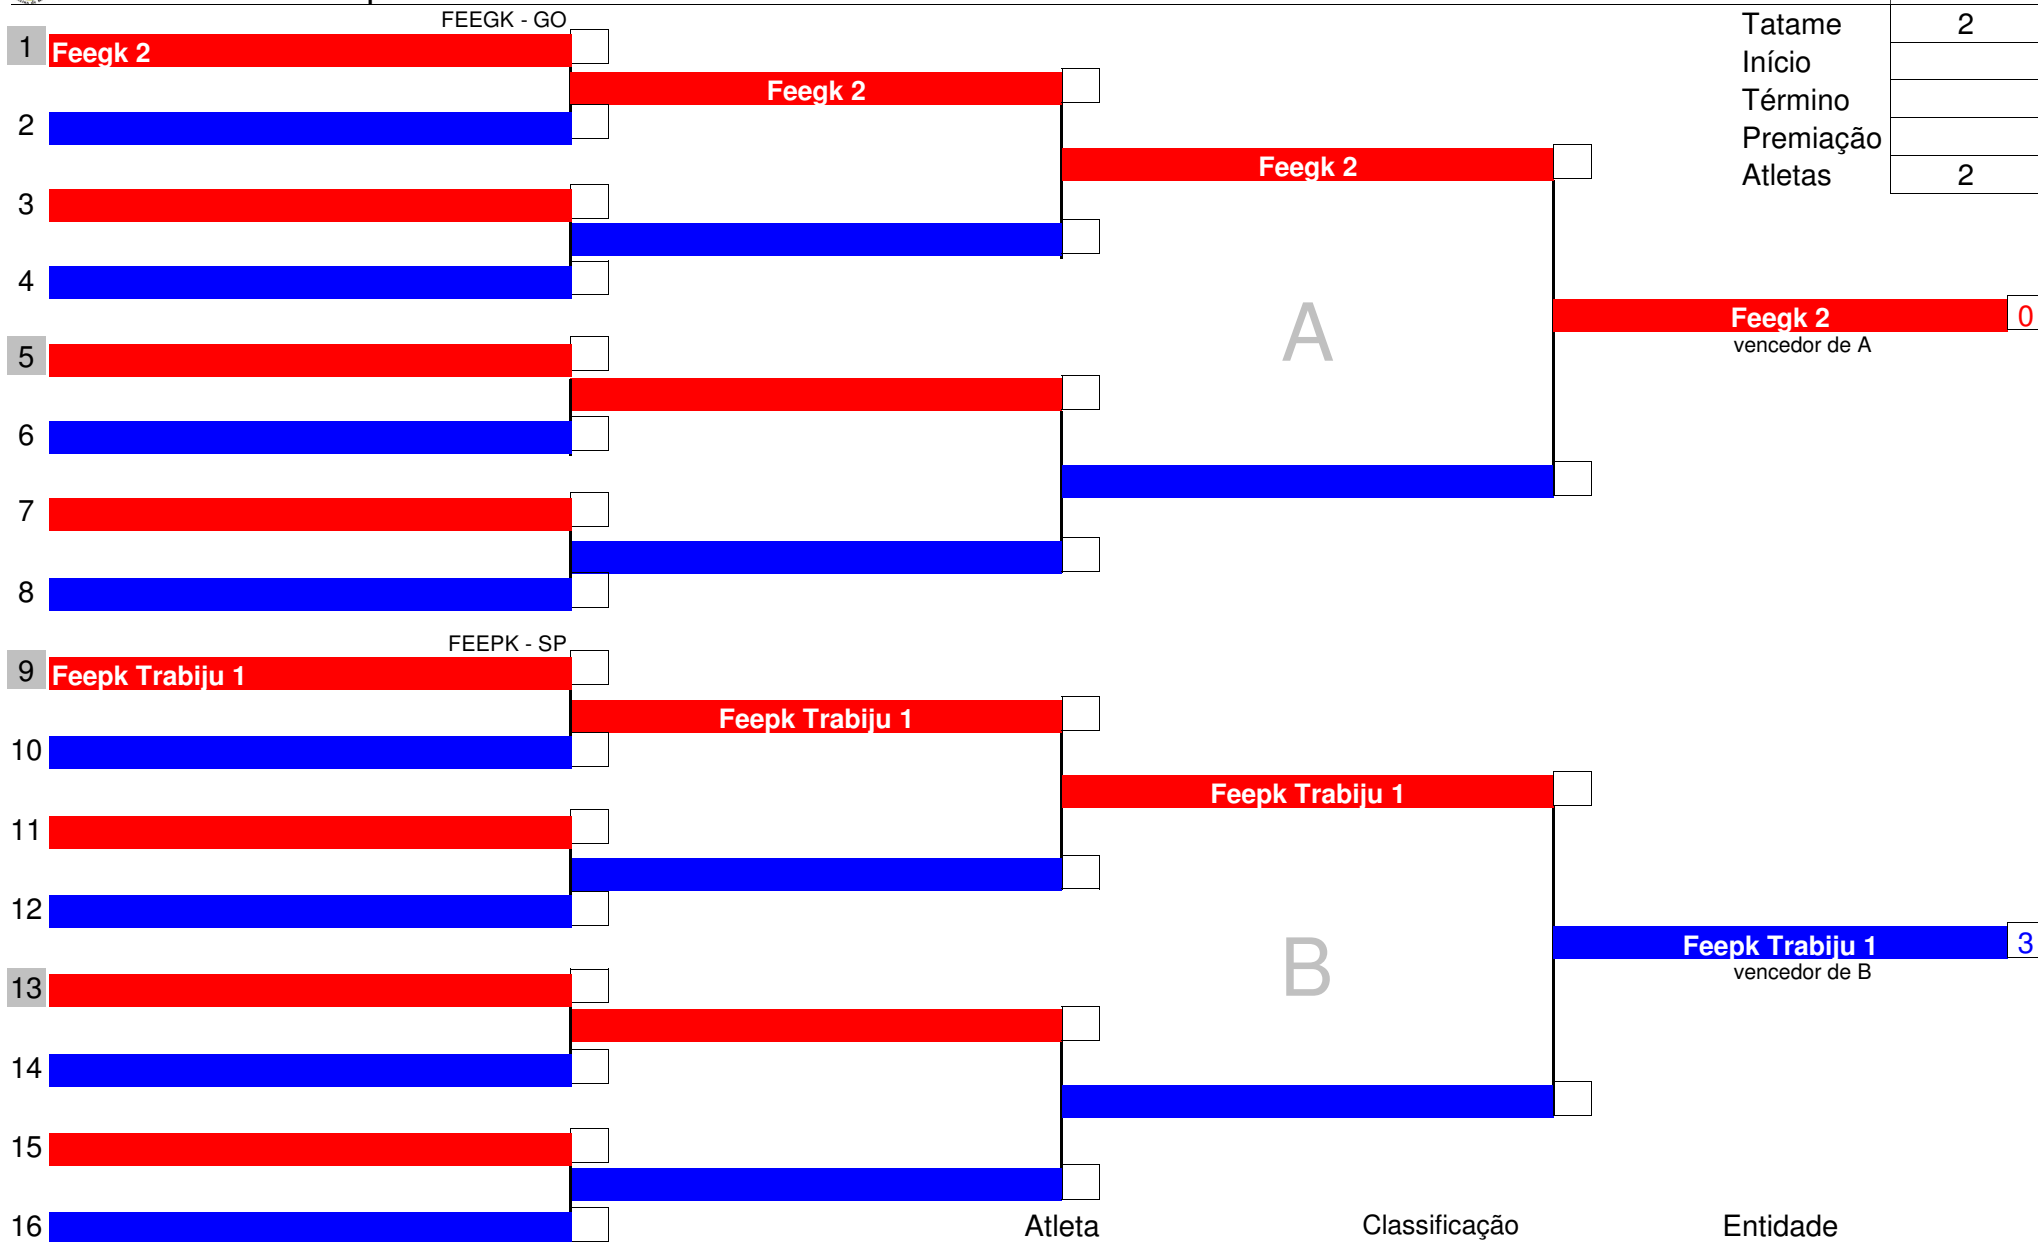 FEEGK - GO
Tatame 2
1 Feegk 2
Início
Feegk 2
Término
2
Premiação
Feegk 2
Atletas 2
3
4
A
Feegk 2 0
vencedor de A
5
6
7
8
FEEPK - SP
9 Feepk Trabiju 1
Feepk Trabiju 1
10
Feepk Trabiju 1
11
12
B
Feepk Trabiju 1 3
vencedor de B
13
14
15
16
Atleta Classificação Entidade